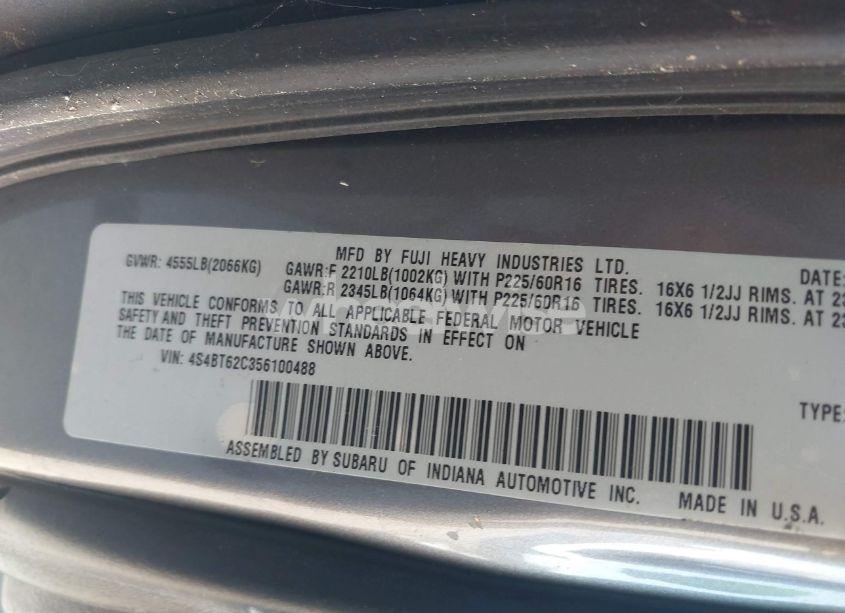 MFD BY FUJI HEAVY INDUSTRIES LTD. DATE:
GVWR: 4555LB(2066KG) GAWR:F 2210LB(1002KG) WITH P225/60R16 TIRES. 16X6 1/2JJ RIMS. AT 23
GAWR:R 2345LB(1064KG) WITH P225/60R16 TIRES. 16X6 1/2JJ RIMS. AT 23
THIS VEHICLE CONFORMS TO ALL APPLICABLE FEDERAL MOTOR VEHICLE
SAFETY AND THEFT PREVENTION STANDARDS IN EFFECT ON
THE DATE OF MANUFACTURE SHOWN ABOVE.
VIN: 4S4BT62C356100488
TYPE:
ASSEMBLED BY SUBARU OF INDIANA AUTOMOTIVE INC. MADE IN U.S.A.